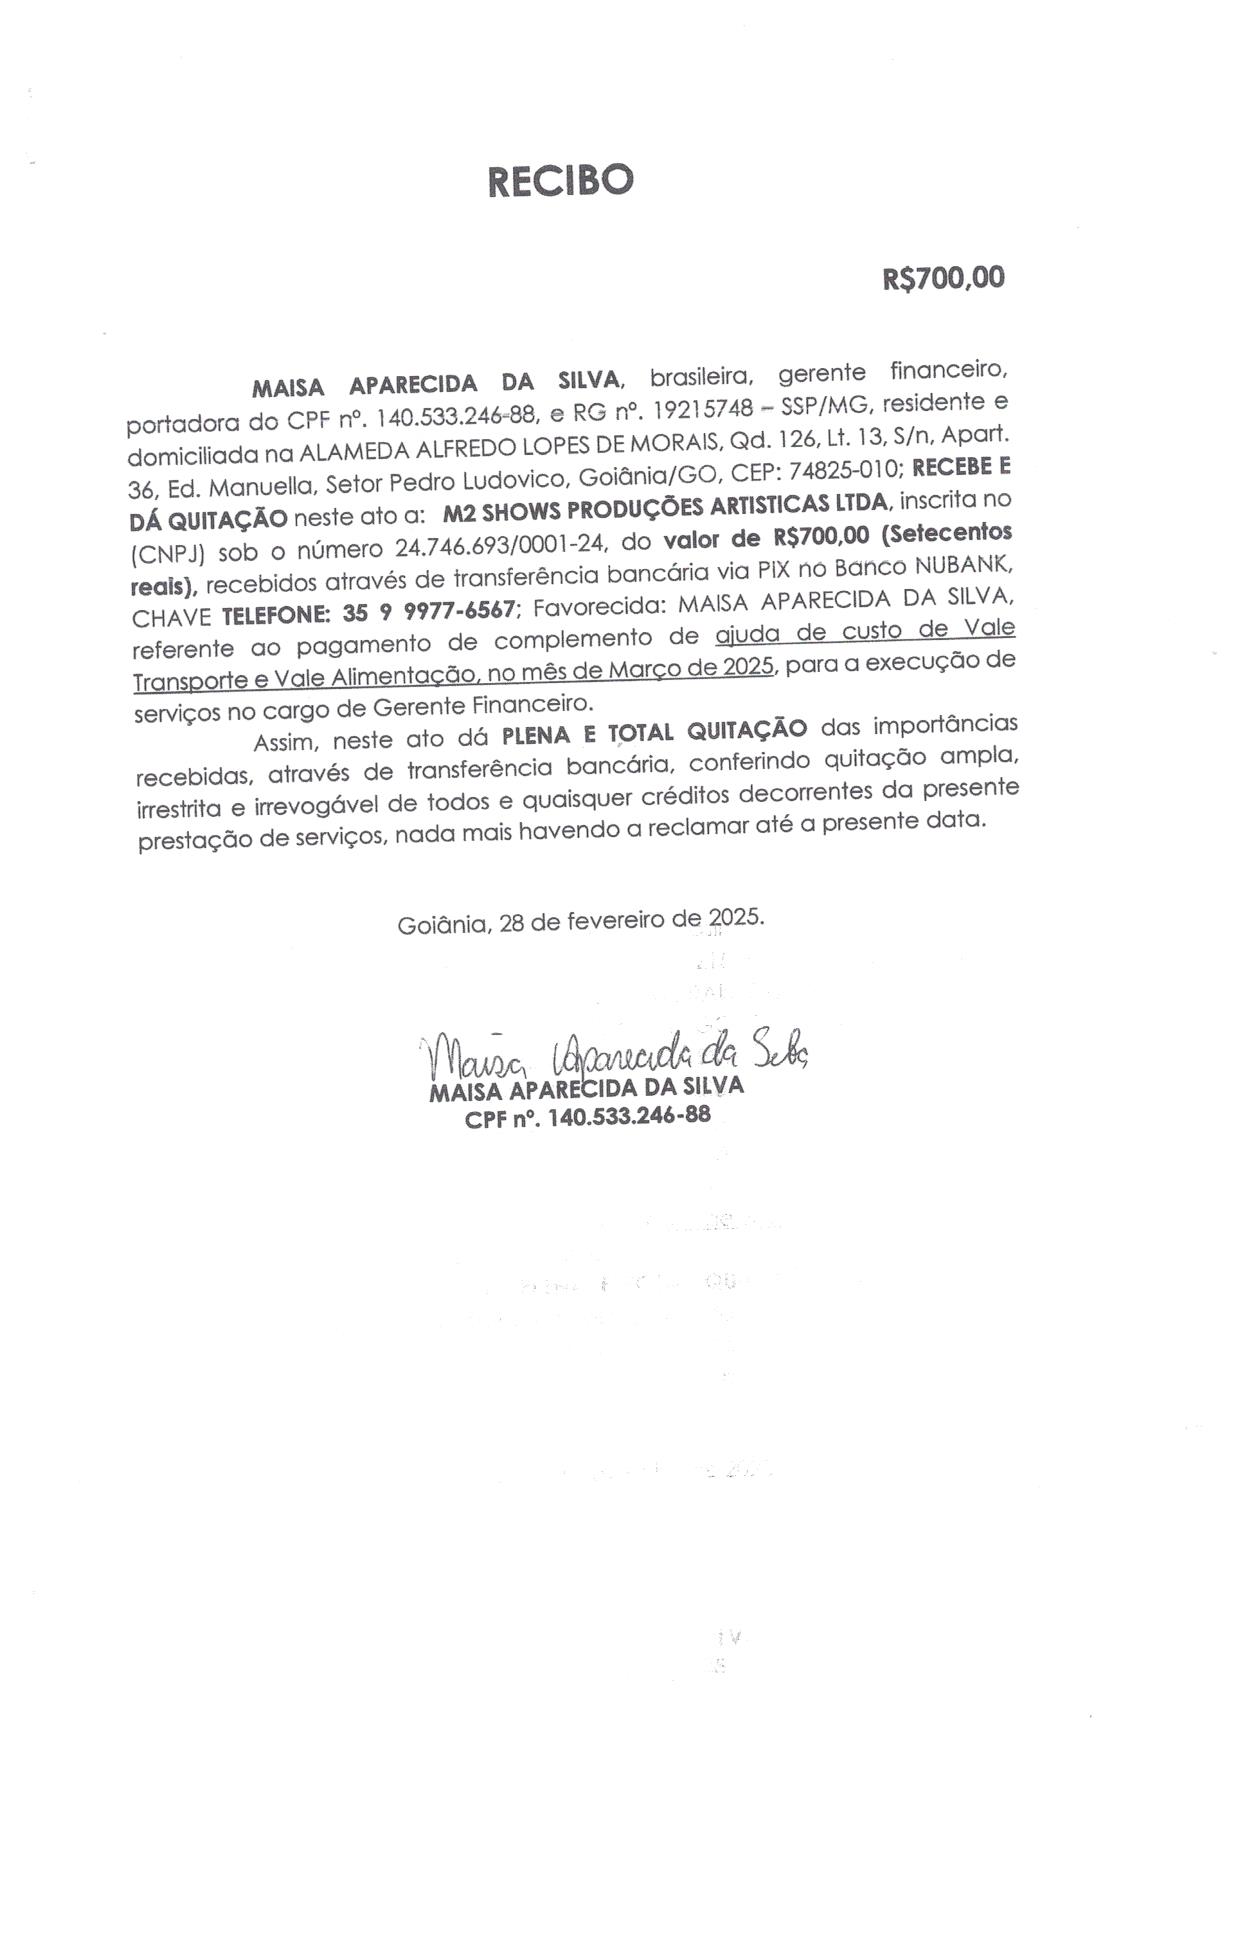 RECIBO
R$700,00
MAISA APARECIDA DA SILVA, brasileira, gerente financeiro,
portadora do CPF nº. 140.533.246-88, e RG nº. 19215748 – SSP/MG, residente e
domiciliada na ALAMEDA ALFREDO LOPES DE MORAIS, Qd. 126, Lt. 13, S/n, Apart.
36, Ed. Manuella, Setor Pedro Ludovico, Goiânia/GO, CEP: 74825-010; RECEBE E
DÁ QUITAÇÃO neste ato a: M2 SHOWS PRODUÇÕES ARTISTICAS LTDA, inscrita no
(CNPJ) sob o número 24.746.693/0001-24, do valor de R$700,00 (Setecentos
reais), recebidos através de transferência bancária via PIX no Banco NUBANK,
CHAVE TELEFONE: 35 9 9977-6567; Favorecida: MAISA APARECIDA DA SILVA,
referente ao pagamento de complemento de ajuda de custo de Vale
Transporte e Vale Alimentação, no mês de Março de 2025, para a execução de
serviços no cargo de Gerente Financeiro.
Assim, neste ato dá PLENA E TOTAL QUITAÇÃO das importâncias
recebidas, através de transferência bancária, conferindo quitação ampla,
irrestrita e irrevogável de todos e quaisquer créditos decorrentes da presente
prestação de serviços, nada mais havendo a reclamar até a presente data.
Goiânia, 28 de fevereiro de 2025.
Maisa Aparecida da Silva
MAISA APARECIDA DA SILVA
CPF nº. 140.533.246-88